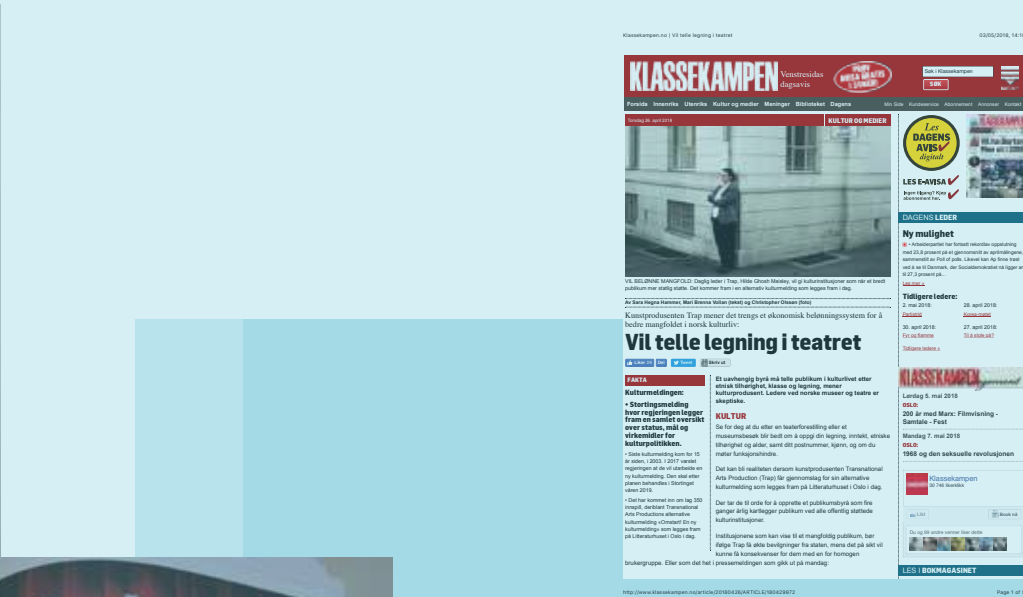 Klassekampen.no | Vil telle legning i teatret
03/05/2018, 14:1
KLASSEKAMPEN
Venstresidas
dagsavis
Søk i Klassekampen
SØK
Forsida Innenriks Utenriks Kultur og medier Meninger Biblioteket Dagens
Min Side Kundeservice Abonnement Annonser Kontakt
Torsdag 26. april 2018
KULTUR OG MEDIER
VIL BELØNNE MANGFOLD: Daglig leder i Trap, Hilde Ghosh Maisley, vil gi kulturinstitusjoner som når et bredt
publikum mer statlig støtte. Det kommer fram i en alternativ kulturmelding som legges fram i dag.
Av Sara Hegna Hammer, Mari Brenna Vollan (tekst) og Christopher Olssøn (foto)
Kunstprodusenten Trap mener det trengs et økonomisk belønningssystem for å
bedre mangfoldet i norsk kulturliv:
Vil telle legning i teatret
Liker Del Tweet Skriv ut
FAKTA
Kulturmeldingen:
• Stortingsmelding
hvor regjeringen legger
fram en samlet oversikt
over status, mål og
virkemidler for
kulturpolitikken.
• Siste kulturmelding kom for 15
år siden, i 2003. I 2017 varslet
regjeringen at de vil utarbeide en
ny kulturmelding. Den skal etter
planen behandles i Stortinget
våren 2019.
• Det har kommet inn om lag 300
innspill, deriblant Transnational
Arts Productions alternative
kulturmelding «Omstart! En ny
kulturmelding» som legges fram
på Litteraturhuset i Oslo i dag.
Et uavhengig byrå må telle publikum i kulturlivet etter
etnisk tilhørighet, klasse og legning, mener
kulturprodusent. Ledere ved norske museer og teatre er
skeptiske.
KULTUR
Se for deg at du etter en teaterforestilling eller et
museumsbesøk blir bedt om å oppgi din legning, inntekt, etniske
tilhørighet og alder, samt ditt postnummer, kjønn, og om du
møter funksjonshindre.
Det kan bli realiteten dersom kunstprodusenten Transnational
Arts Production (Trap) får gjennomslag for sin alternative
kulturmelding som legges fram på Litteraturhuset i Oslo i dag.
Der tar de til orde for å opprette et publikumsbyrå som fire
ganger årlig kartlegger publikum ved alle offentlig støttede
kulturinstitusjoner.
Institusjonene som kan vise til et mangfoldig publikum, bør
ifølge Trap få økte bevilgninger fra staten, mens det på sikt vil
kunne få konsekvenser for dem med en for homogen
brukergruppe. Eller som det het i pressemeldingen som gikk ut på mandag:
Les
DAGENS
AVIS
digitalt
LES E-AVISA
Ingen tilgang? Kjøp
abonnement her.
DAGENS LEDER
Ny mulighet
• Arbeiderpartiet har fortsatt rekordlav oppslutning
med 23,8 prosent på et gjennomsnitt av aprilmålingene,
sammenstilt av Poll of polls. Likevel kan Ap finne trøst
ved å se til Danmark, der Socialdemokratiet nå ligger an
til 27,3 prosent på...
Les mer »
Tidligere ledere:
2. mai 2018:
28. april 2018:
30. april 2018:
27. april 2018:
Fyr og flamme
Til å stole på?
Tidligere ledere »
KLASSEKAMPEN
Lørdag 5. mai 2018
OSLO:
200 år med Marx: Filmvisning -
Samtale - Fest
Mandag 7. mai 2018
OSLO:
1968 og den seksuelle revolusjonen
Klassekampen
Likt
Book nå
Du og 90 andre venner liker dette
LES I BOKMAGASINET
http://www.klassekampen.no/article/20180426/ARTICLE/180429972
Page 1 of